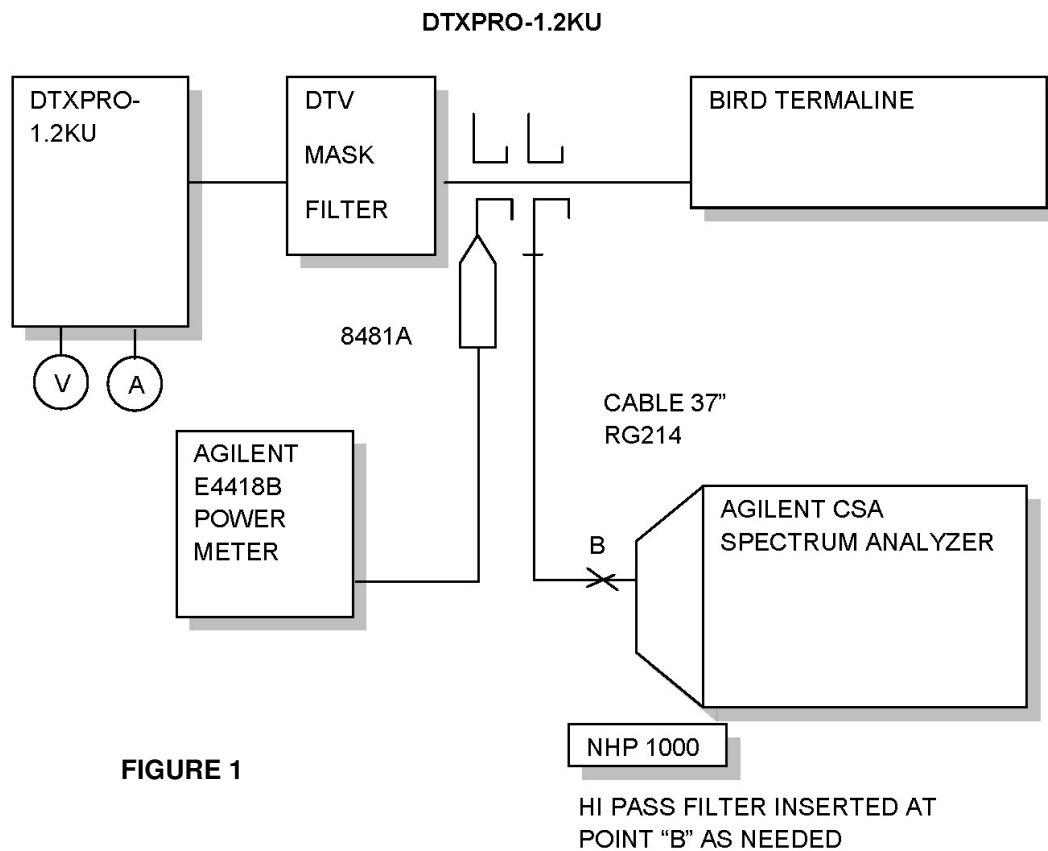 DTXPRO-1.2KU
DTXPRO-
1.2KU
DTV
MASK
FILTER
BIRD TERMALINE
8481A
V
A
CABLE 37”
RG214
AGILENT
E4418B
POWER
METER
B
AGILENT CSA
SPECTRUM ANALYZER
NHP 1000
FIGURE 1
HI PASS FILTER INSERTED AT
POINT “B” AS NEEDED